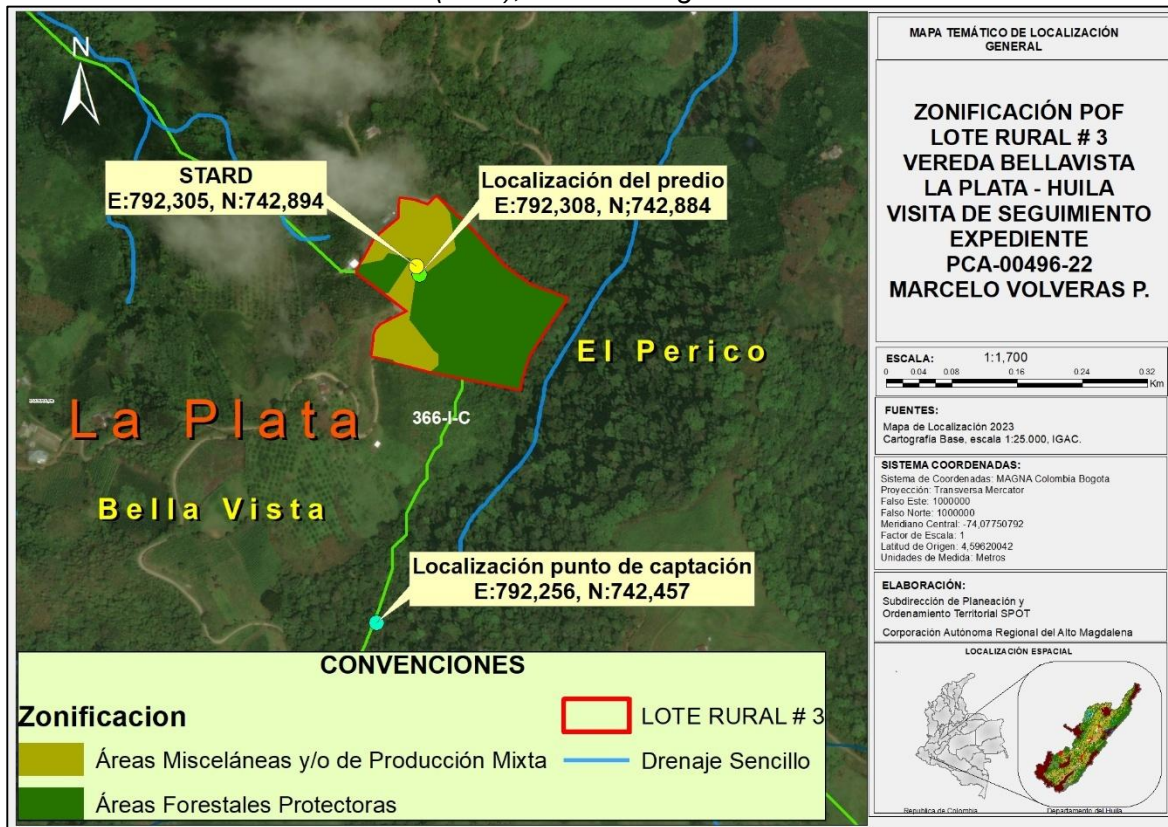 N
STARD
E:792,305, N:742,894
Localización del predio
E:792,308, N;742,884
El Perico
La Plata
366-I-C
Bella Vista
Localización punto de captación
E:792,256, N:742,457
CONVENCIONES
Zonificacion
Áreas Misceláneas y/o de Producción Mixta
Áreas Forestales Protectoras
LOTE RURAL # 3
Drenaje Sencillo
MAPA TEMÁTICO DE LOCALIZACIÓN
GENERAL
ZONIFICACIÓN POF
LOTE RURAL # 3
VEREDA BELLAVISTA
LA PLATA - HUILA
VISITA DE SEGUIMIENTO
EXPEDIENTE
PCA-00496-22
MARCELO VOLVERAS P.
ESCALA: 1:1,700
0 0.04 0.08 0.16 0.24 0.32
Km
FUENTES:
Mapa de Localización 2023
Cartografía Base, escala 1:25.000, IGAC.
SISTEMA COORDENADAS:
Sistema de Coordenadas: MAGNA Colombia Bogota
Proyección: Transversa Mercator
Falso Este: 1000000
Falso Norte: 1000000
Meridiano Central: -74,07750792
Factor de Escala: 1
Latitud de Origen: 4,59620042
Unidades de Medida: Metros
ELABORACIÓN:
Subdirección de Planeación y
Ordenamiento Territorial SPOT
Corporación Autónoma Regional del Alto Magdalena
LOCALIZACIÓN ESPACIAL
Republica de Colombia
Departamento del Huila